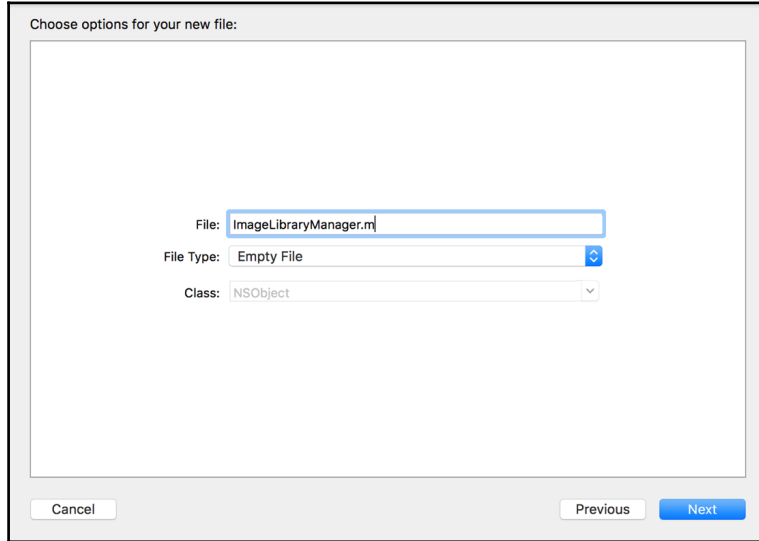 Choose options for your new file:
File: ImageLibraryManager.m
File Type: Empty File
Class: NSObject
Cancel Previous Next